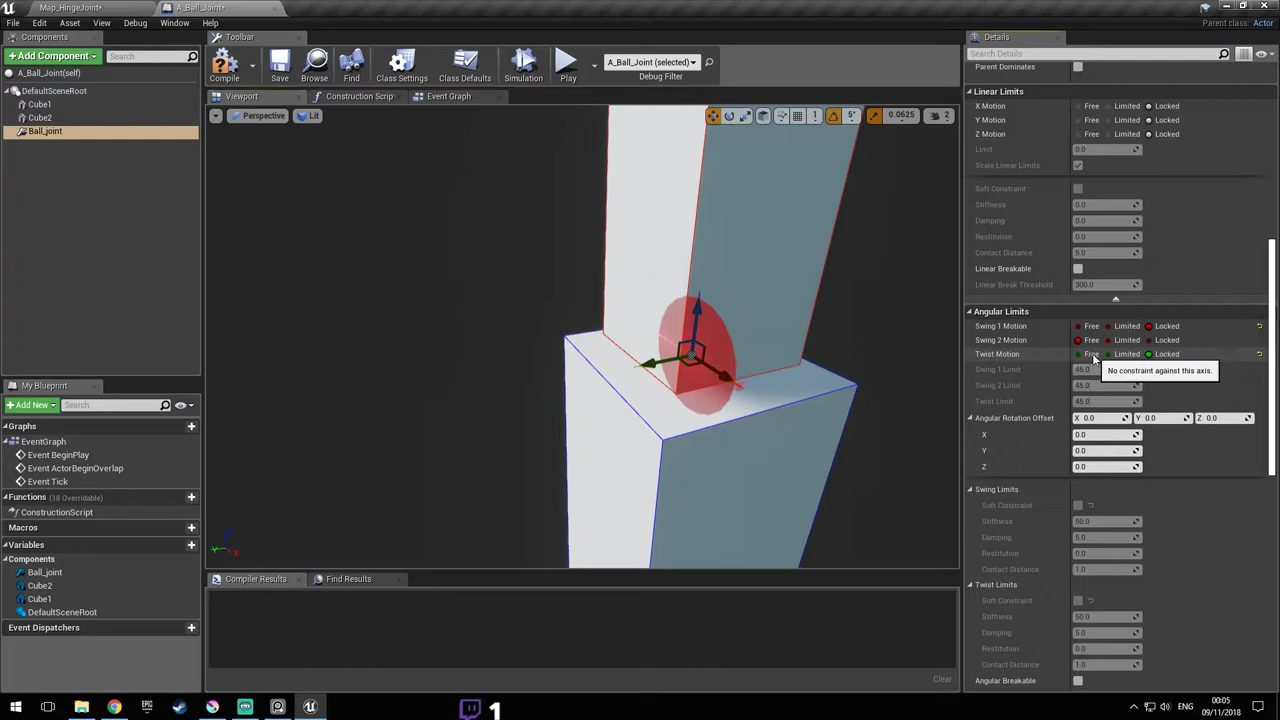 Map_HingeJoint*
A_Ball_Joint*
File Edit Asset View Debug Window Help
Parent class: Actor
Components
Toolbar
Details
Add Component
Search
Compile
Save
Browse
Find
Class Settings
Class Defaults
Simulation
Play
A_Ball_Joint (selected)
Debug Filter
Search Details
A_Ball_Joint(self)
DefaultSceneRoot
Cube1
Cube2
Ball_joint
Viewport
Construction Scrip
Event Graph
Perspective
Lit
1
5°
0.0625
2
Parent Dominates
Linear Limits
X Motion Free Limited Locked
Y Motion Free Limited Locked
Z Motion Free Limited Locked
Limit 0.0
Scale Linear Limits
Soft Constraint
Stiffness 0.0
Damping 0.0
Restitution 0.0
Contact Distance 5.0
Linear Breakable
Linear Break Threshold 300.0
Angular Limits
Swing 1 Motion Free Limited Locked
Swing 2 Motion Free Limited Locked
Twist Motion Free Limited Locked
No constraint against this axis.
Swing 1 Limit 45.0
Swing 2 Limit 45.0
Twist Limit 45.0
Angular Rotation Offset X 0.0 Y 0.0 Z 0.0
X 0.0
Y 0.0
Z 0.0
Swing Limits
Soft Constraint
Stiffness 50.0
Damping 5.0
Restitution 0.0
Contact Distance 1.0
Twist Limits
Soft Constraint
Stiffness 50.0
Damping 5.0
Restitution 0.0
Contact Distance 1.0
Angular Breakable
My Blueprint
Add New
Search
Graphs
EventGraph
Event BeginPlay
Event ActorBeginOverlap
Event Tick
Functions (18 Overridable)
ConstructionScript
Macros
Variables
Components
Ball_joint
Cube2
Cube1
DefaultSceneRoot
Event Dispatchers
Compiler Results
Find Results
Clear
1
ENG
00:05
09/11/2018